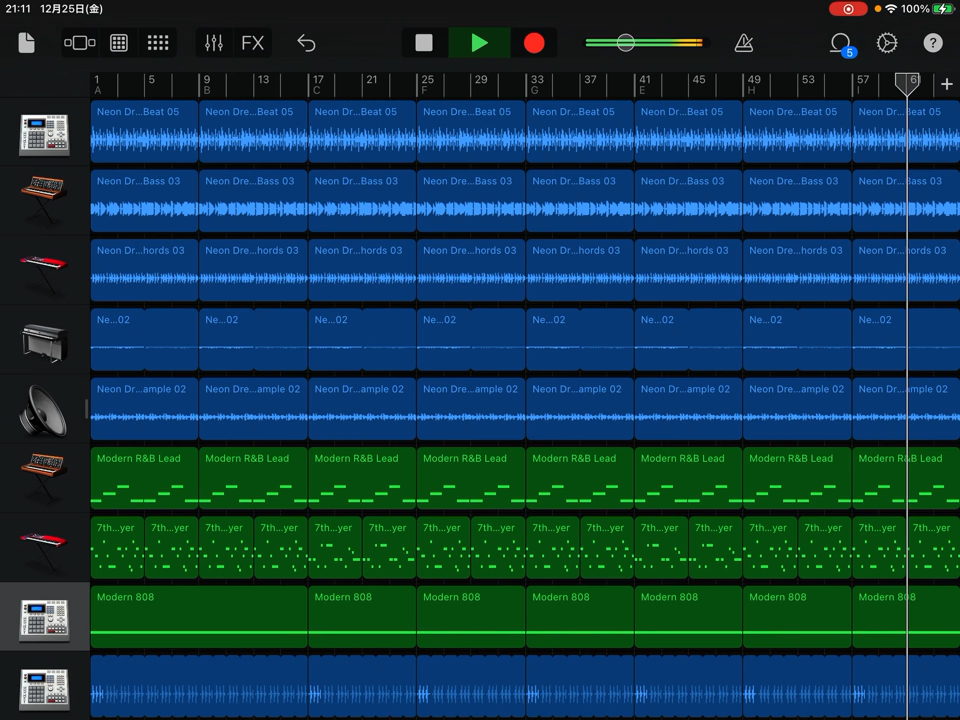 21:11 12月25日(金) 100%
FX 5 ?
1 5 9 13 17 21 25 29 33 37 41 45 49 53 57 61 +
A B C F G E H I
Neon Dr...Beat 05 Neon Dr...Beat 05 Neon Dr...Beat 05 Neon Dr...Beat 05 Neon Dr...Beat 05 Neon Dr...Beat 05 Neon Dr...Beat 05 Neon Dr...Beat 05
Neon Dre...Bass 03 Neon Dre...Bass 03 Neon Dre...Bass 03 Neon Dre...Bass 03 Neon Dre...Bass 03 Neon Dre...Bass 03 Neon Dre...Bass 03 Neon Dre...Bass 03
Neon Dr...hords 03 Neon Dr...hords 03 Neon Dr...hords 03 Neon Dr...hords 03 Neon Dr...hords 03 Neon Dr...hords 03 Neon Dr...hords 03 Neon Dr...hords 03
Ne...02 Ne...02 Ne...02 Ne...02 Ne...02 Ne...02 Ne...02 Ne...02
Neon Dr...ample 02 Neon Dre...ample 02 Neon Dre...ample 02 Neon Dre...ample 02 Neon Dre...ample 02 Neon Dre...ample 02 Neon Dre...ample 02 Neon Dr...ample 02
Modern R&B Lead Modern R&B Lead Modern R&B Lead Modern R&B Lead Modern R&B Lead Modern R&B Lead Modern R&B Lead Modern R&B Lead
7th...yer 7th...yer 7th...yer 7th...yer 7th...yer 7th...yer 7th...yer 7th...yer 7th...yer 7th...yer 7th...yer 7th...yer 7th...yer 7th...yer 7th...yer 7th...yer
Modern 808 Modern 808 Modern 808 Modern 808 Modern 808 Modern 808 Modern 808